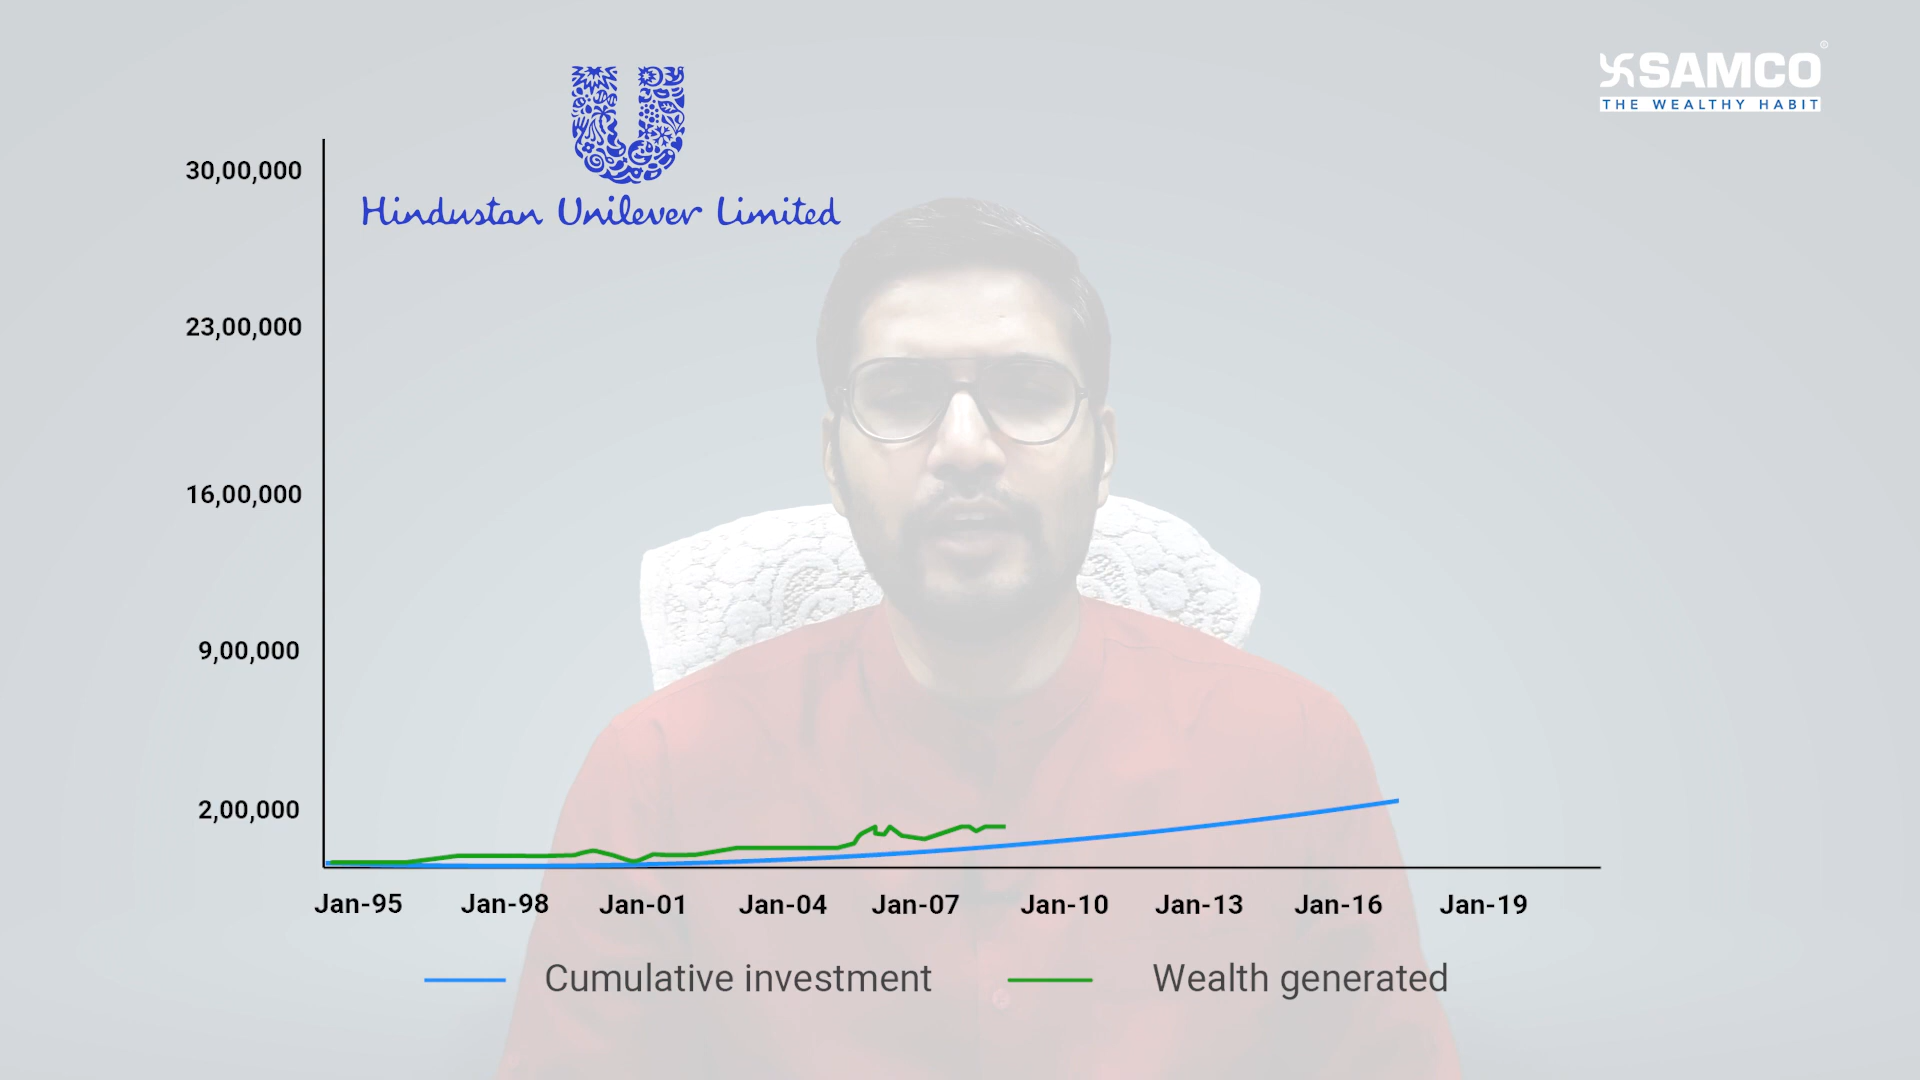 SAMCO
THE WEALTHY HABIT
Hindustan Unilever Limited
30,00,000
23,00,000
16,00,000
9,00,000
2,00,000
Jan-95 Jan-98 Jan-01 Jan-04 Jan-07 Jan-10 Jan-13 Jan-16 Jan-19
Cumulative investment Wealth generated